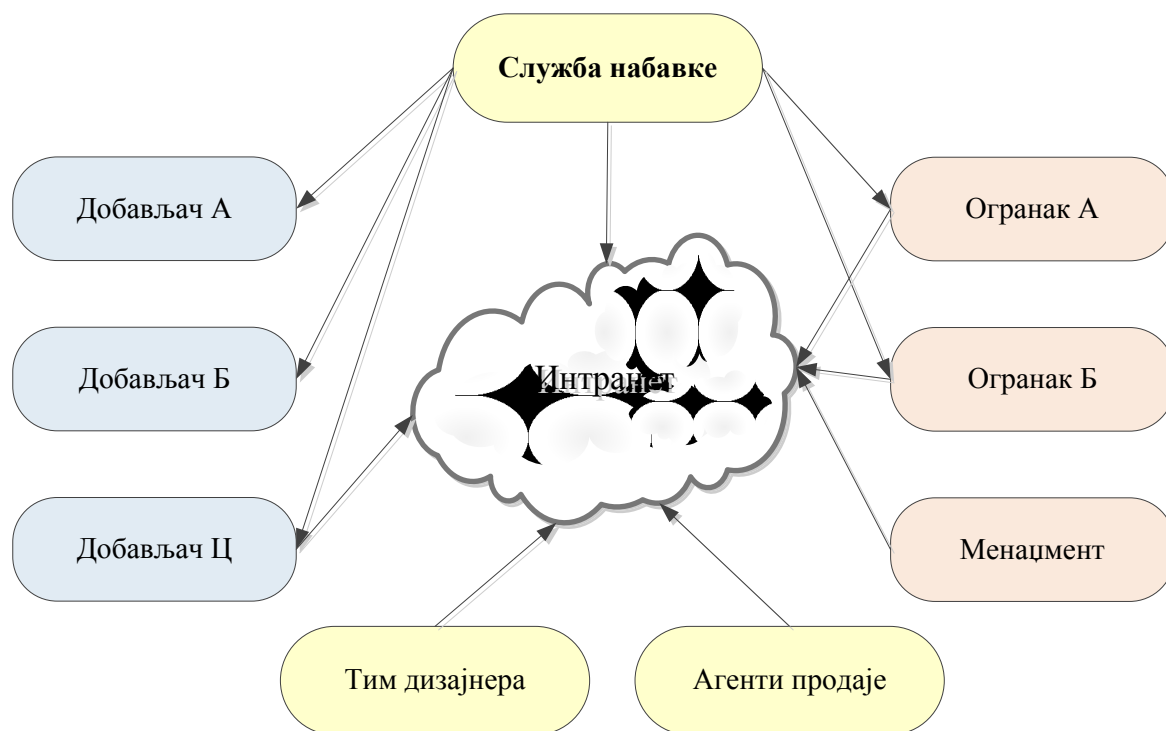 Служба набавке
Добављач А
Огранак А
Добављач Б
Интранет
Огранак Б
Добављач Ц
Менаџмент
Тим дизајнера
Агенти продаје